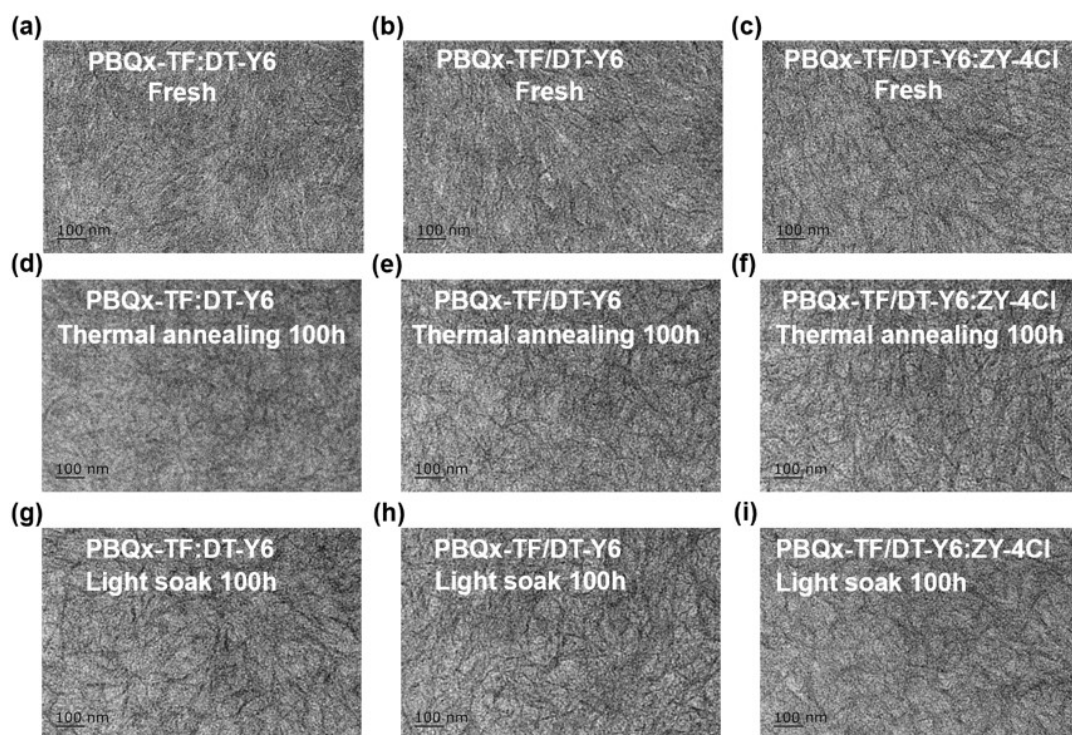 (a)
PBQx-TF:DT-Y6
Fresh
100 nm
(b)
PBQx-TF/DT-Y6
Fresh
100 nm
(c)
PBQx-TF/DT-Y6:ZY-4Cl
Fresh
100 nm
(d)
PBQx-TF:DT-Y6
Thermal annealing 100h
100 nm
(e)
PBQx-TF/DT-Y6
Thermal annealing 100h
100 nm
(f)
PBQx-TF/DT-Y6:ZY-4Cl
Thermal annealing 100h
100 nm
(g)
PBQx-TF:DT-Y6
Light soak 100h
100 nm
(h)
PBQx-TF/DT-Y6
Light soak 100h
100 nm
(i)
PBQx-TF/DT-Y6:ZY-4Cl
Light soak 100h
100 nm